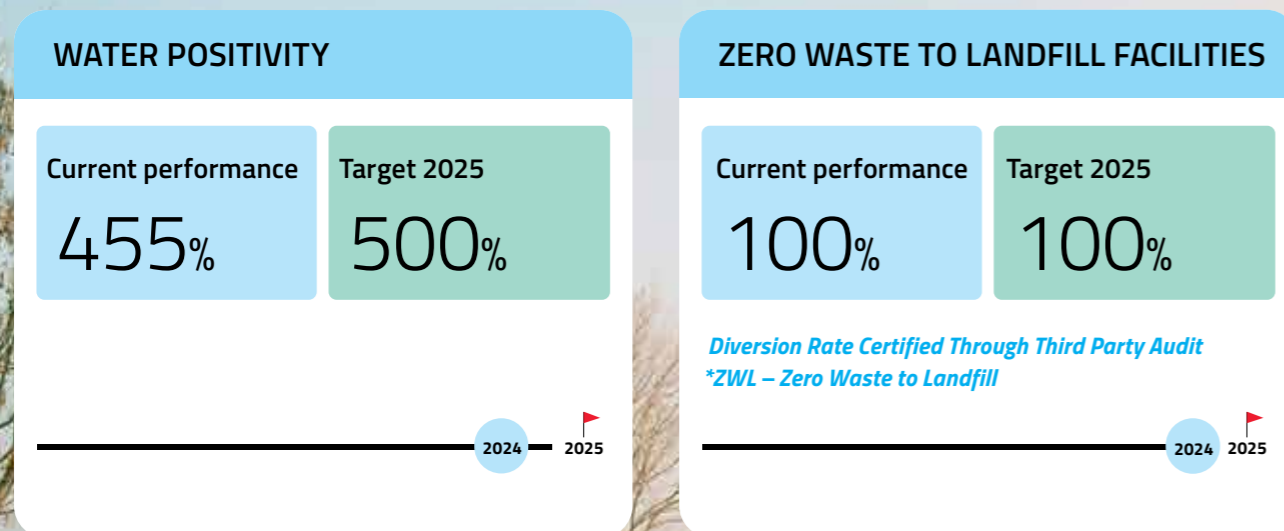 WATER POSITIVITY
Current performance
455%
Target 2025
500%
2024
2025
ZERO WASTE TO LANDFILL FACILITIES
Current performance
100%
Target 2025
100%
Diversion Rate Certified Through Third Party Audit
*ZWL – Zero Waste to Landfill
2024
2025